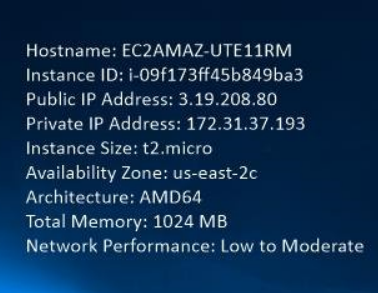 Hostname: EC2AMAZ-UTE11RM
Instance ID: i-09f173ff45b849ba3
Public IP Address: 3.19.208.80
Private IP Address: 172.31.37.193
Instance Size: t2.micro
Availability Zone: us-east-2c
Architecture: AMD64
Total Memory: 1024 MB
Network Performance: Low to Moderate